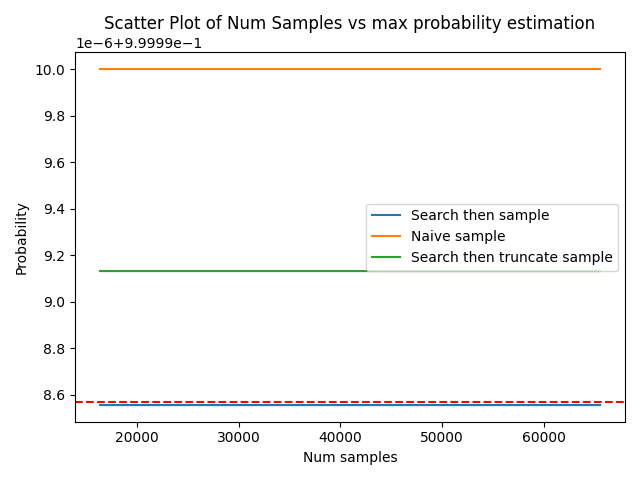 Scatter Plot of Num Samples vs max probability estimation
1e−6+9.9999e−1
10.0
9.8
9.6
9.4
9.2
9.0
8.8
8.6
Probability
Search then sample
Naive sample
Search then truncate sample
20000 30000 40000 50000 60000
Num samples